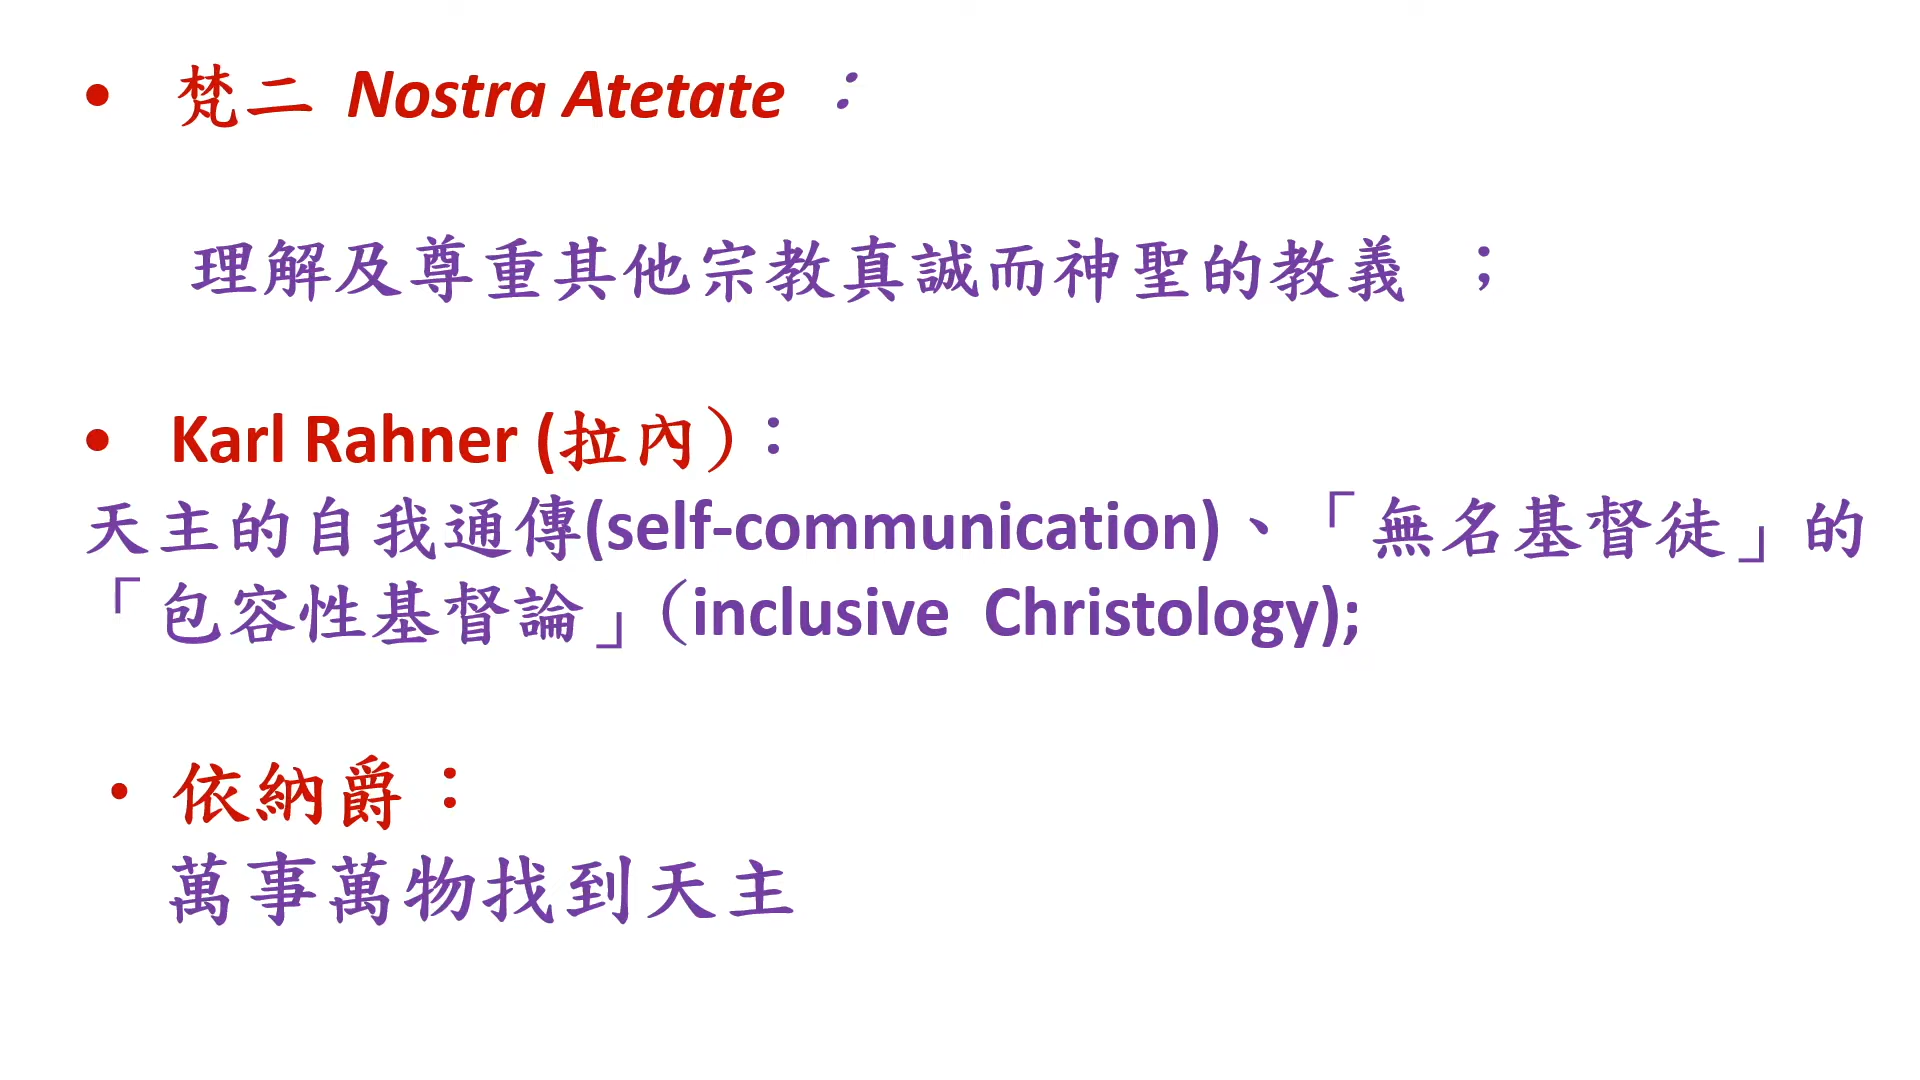 • 梵二 Nostra Atetate ：
理解及尊重其他宗教真誠而神聖的教義 ；
• Karl Rahner (拉內)：
天主的自我通傳(self-communication)、「無名基督徒」的
「包容性基督論」(inclusive Christology);
• 依納爵：
萬事萬物找到天主